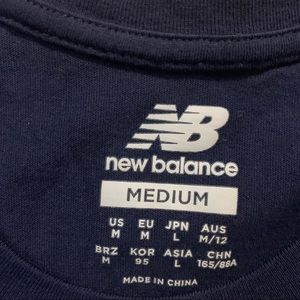 NB
new balance
MEDIUM
US EU JPN AUS
M M L M/12
BRZ KOR ASIA CHN
M 95 L 165/88A
MADE IN CHINA